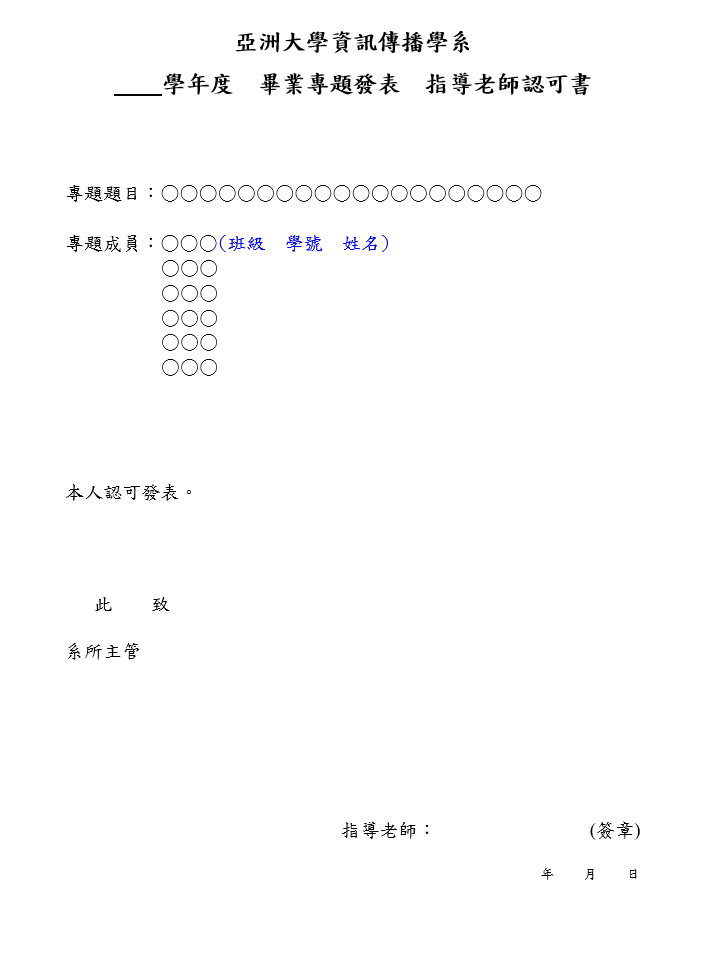 亞洲大學資訊傳播學系
____學年度　畢業專題發表　指導老師認可書
專題題目：○○○○○○○○○○○○○○○○○○○○
專題成員：○○○(班級　學號　姓名)
○○○
○○○
○○○
○○○
○○○
本人認可發表。
此　　致
系所主管
指導老師：　　　　　　　　(簽章)
年　　月　　日